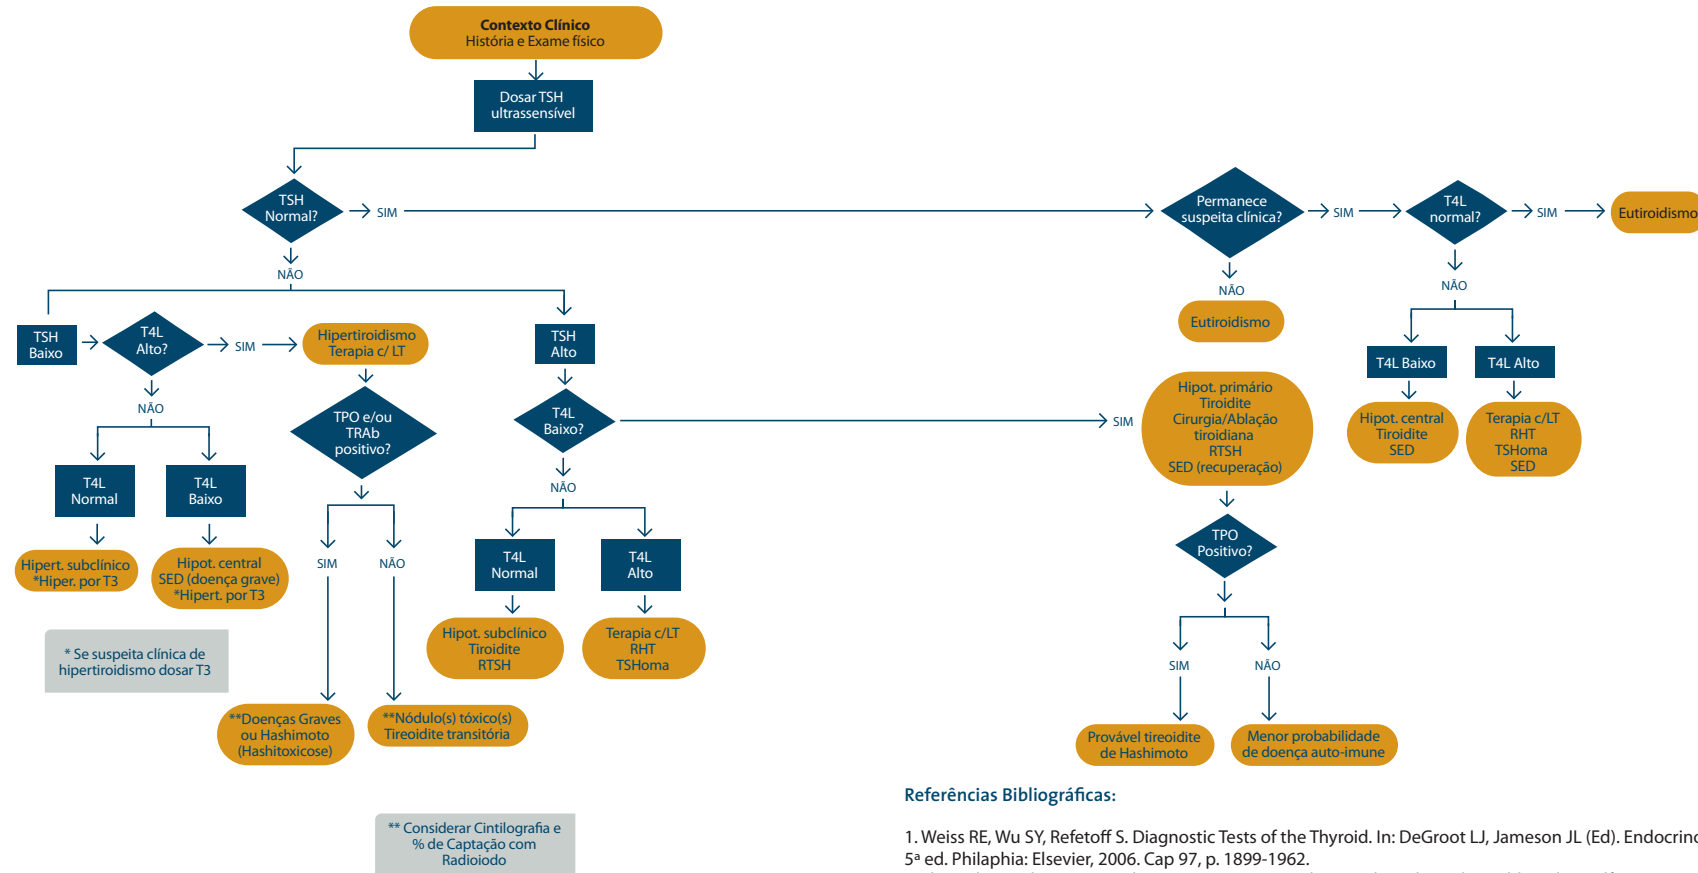 Contexto Clínico
História e Exame físico
Dosar TSH
ultrassensível
TSH
Normal?
SIM
Permanece
suspeita clínica?
SIM
T4L
normal?
SIM
Eutiroidismo
NÃO
NÃO
Eutiroidismo
NÃO
TSH
Baixo
T4L
Alto?
SIM
Hipertiroidismo
Terapia c/ LT
TSH
Alto
T4L Baixo
T4L Alto
NÃO
TPO e/ou
TRAb
positivo?
T4L
Baixo?
SIM
Hipot. primário
Tiroidite
Cirurgia/Ablação
tiroidiana
RTSH
SED (recuperação)
Hipot. central
Tiroidite
SED
Terapia c/LT
RHT
TSHoma
SED
T4L
Normal
T4L
Baixo
NÃO
TPO
Positivo?
Hipert. subclínico
*Hiper. por T3
Hipot. central
SED (doença grave)
*Hipert. por T3
SIM
NÃO
T4L
Normal
T4L
Alto
* Se suspeita clínica de
hipertiroidismo dosar T3
Hipot. subclínico
Tiroidite
RTSH
Terapia c/LT
RHT
TSHoma
SIM
NÃO
**Doenças Graves
ou Hashimoto
(Hashitoxicose)
**Nódulo(s) tóxico(s)
Tireoidite transitória
Provável tireoidite
de Hashimoto
Menor probabilidade
de doença auto-imune
** Considerar Cintilografia e
% de Captação com
Radioiodo
Referências Bibliográficas:
1. Weiss RE, Wu SY, Refetoff S. Diagnostic Tests of the Thyroid. In: DeGroot LJ, Jameson JL (Ed). Endocrino
5ª ed. Philaphia: Elsevier, 2006. Cap 97, p. 1899-1962.